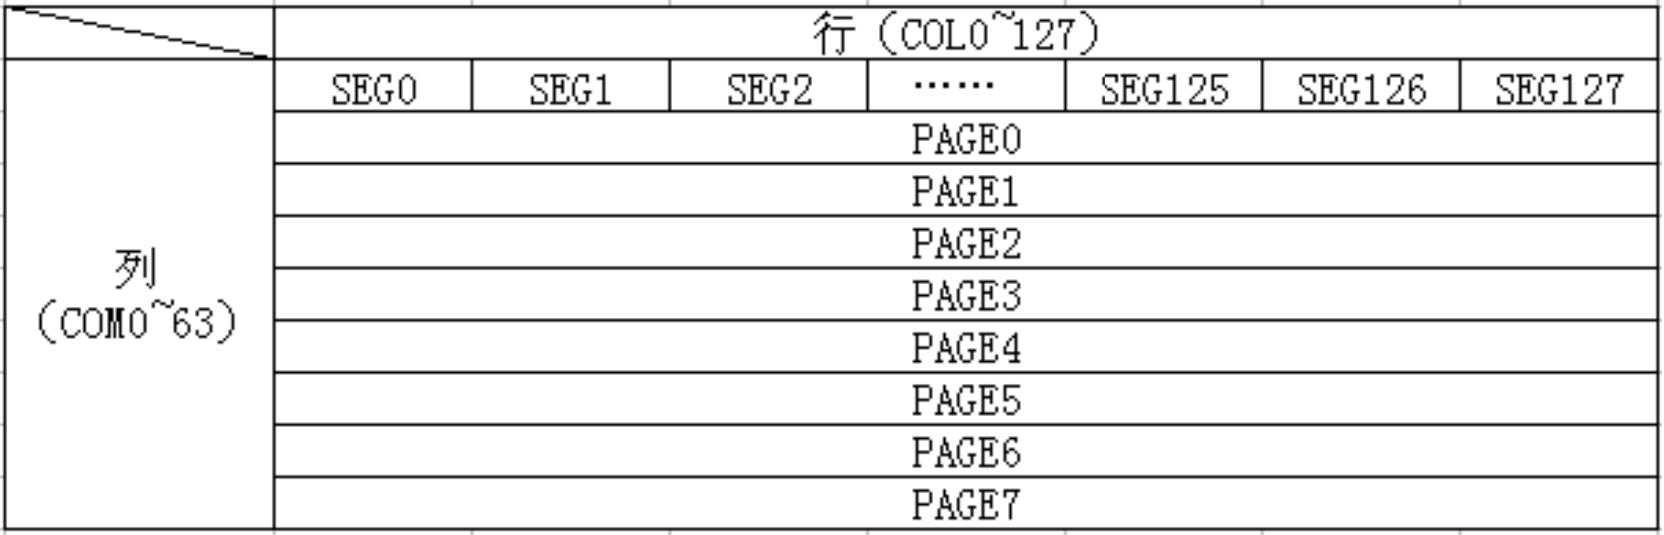 行（COL0~127）
SEG0 SEG1 SEG2 …… SEG125 SEG126 SEG127
PAGE0
PAGE1
PAGE2
列
（COM0~63）
PAGE3
PAGE4
PAGE5
PAGE6
PAGE7